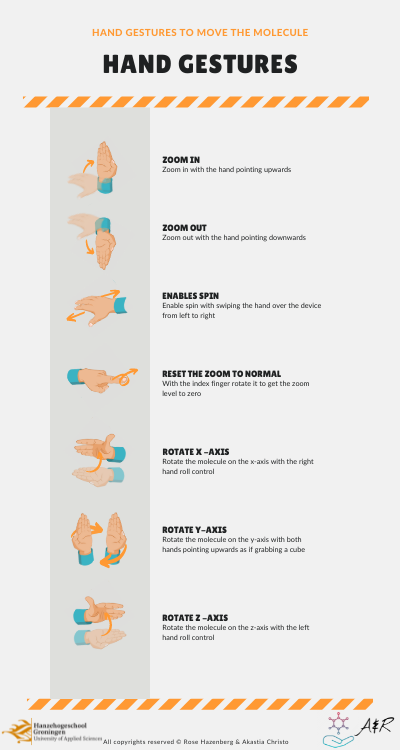 HAND GESTURES TO MOVE THE MOLECULE
HAND GESTURES
ZOOM IN
Zoom in with the hand pointing upwards
ZOOM OUT
Zoom out with the hand pointing downwards
ENABLES SPIN
Enable spin with swiping the hand over the device
from left to right
RESET THE ZOOM TO NORMAL
With the index finger rotate it to get the zoom
level to zero
ROTATE X -AXIS
Rotate the molecule on the x-axis with the right
hand roll control
ROTATE Y-AXIS
Rotate the molecule on the y-axis with both
hands pointing upwards as if grabbing a cube
ROTATE Z -AXIS
Rotate the molecule on the z-axis with the left
hand roll control
Hanzehogeschool
Groningen
University of Applied Sciences
All copyrights reserved © Rose Hazenberg & Akastia Christo
A&R